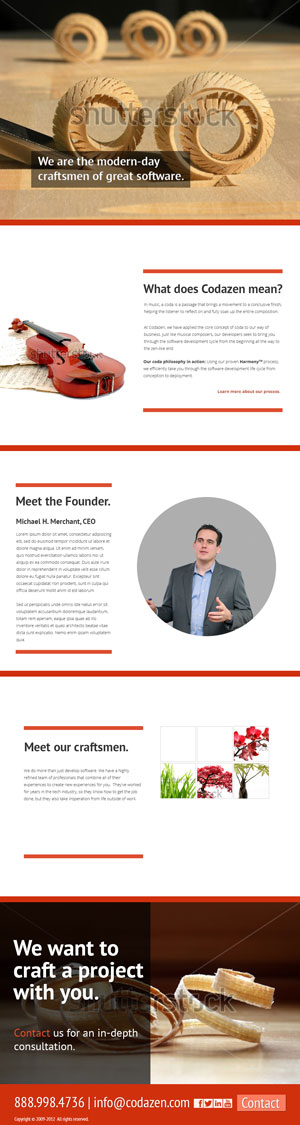 shutterstock
We are the modern-day
craftsmen of great software.
What does Codazen mean?
In music, a coda is a passage that brings a movement to a conclusive finish,
helping the listener to reflect on and fully soak up the entire composition.
At Codazen, we have applied the core concept of coda to our way of
business. Just like musical composers, our developers seek to bring you
through the software development cycle from the beginning all the way to
the zen-like end.
Our coda philosophy in action: Using our proven Harmony™ process,
we efficiently take you through the software development life cycle from
conception to deployment.
Learn more about our process.
Meet the Founder.
Michael H. Merchant, CEO
Lorem ipsum dolor sit amet, consectetur adipisicing
elit, sed do eiusmod tempor incididunt ut labore et
dolore magna aliqua. Ut enim ad minim veniam,
quis nostrud exercitation ullamco laboris nisi ut
aliquip ex ea commodo consequat. Duis aute irure
dolor in reprehenderit in voluptate velit esse cillum
dolore eu fugiat nulla pariatur. Excepteur sint
occaecat cupidatat non proident, sunt in culpa qui
officia deserunt mollit anim id est laborum
Sed ut perspiciatis unde omnis iste natus error sit
voluptatem accusantium doloremque laudantium,
totam rem aperiam, eaque ipsa quae ab illo
inventore veritatis et quasi architecto beatae vitae
dicta sunt explicabo. Nemo enim ipsam voluptatem
quia.
Meet our craftsmen.
We do more than just develop software. We have a highly
refined team of professionals that combine all of their
experiences to create new experiences for you. They've worked
for years in the tech industry, so they know how to get the job
done, but they also take inspiration from life outside of work.
We want to
craft a project
with you.
shutterstock
Contact us for an in-depth
consultation.
888.998.4736 | info@codazen.com Contact
Copyright © 2009-2012 All rights reserved.